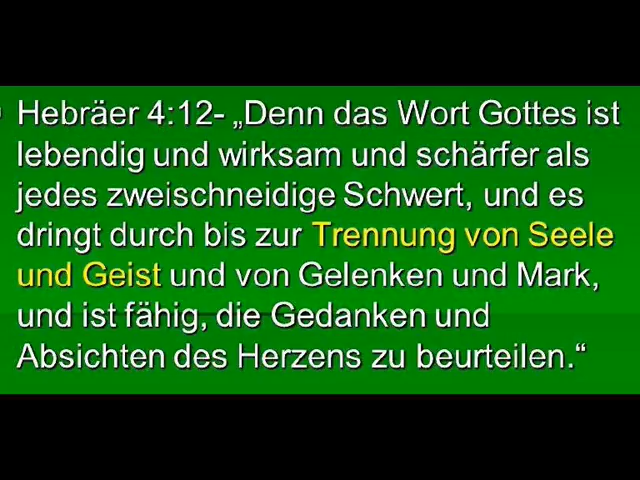 Hebräer 4:12- „Denn das Wort Gottes ist
lebendig und wirksam und schärfer als
jedes zweischneidige Schwert, und es
dringt durch bis zur Trennung von Seele
und Geist und von Gelenken und Mark,
und ist fähig, die Gedanken und
Absichten des Herzens zu beurteilen.“